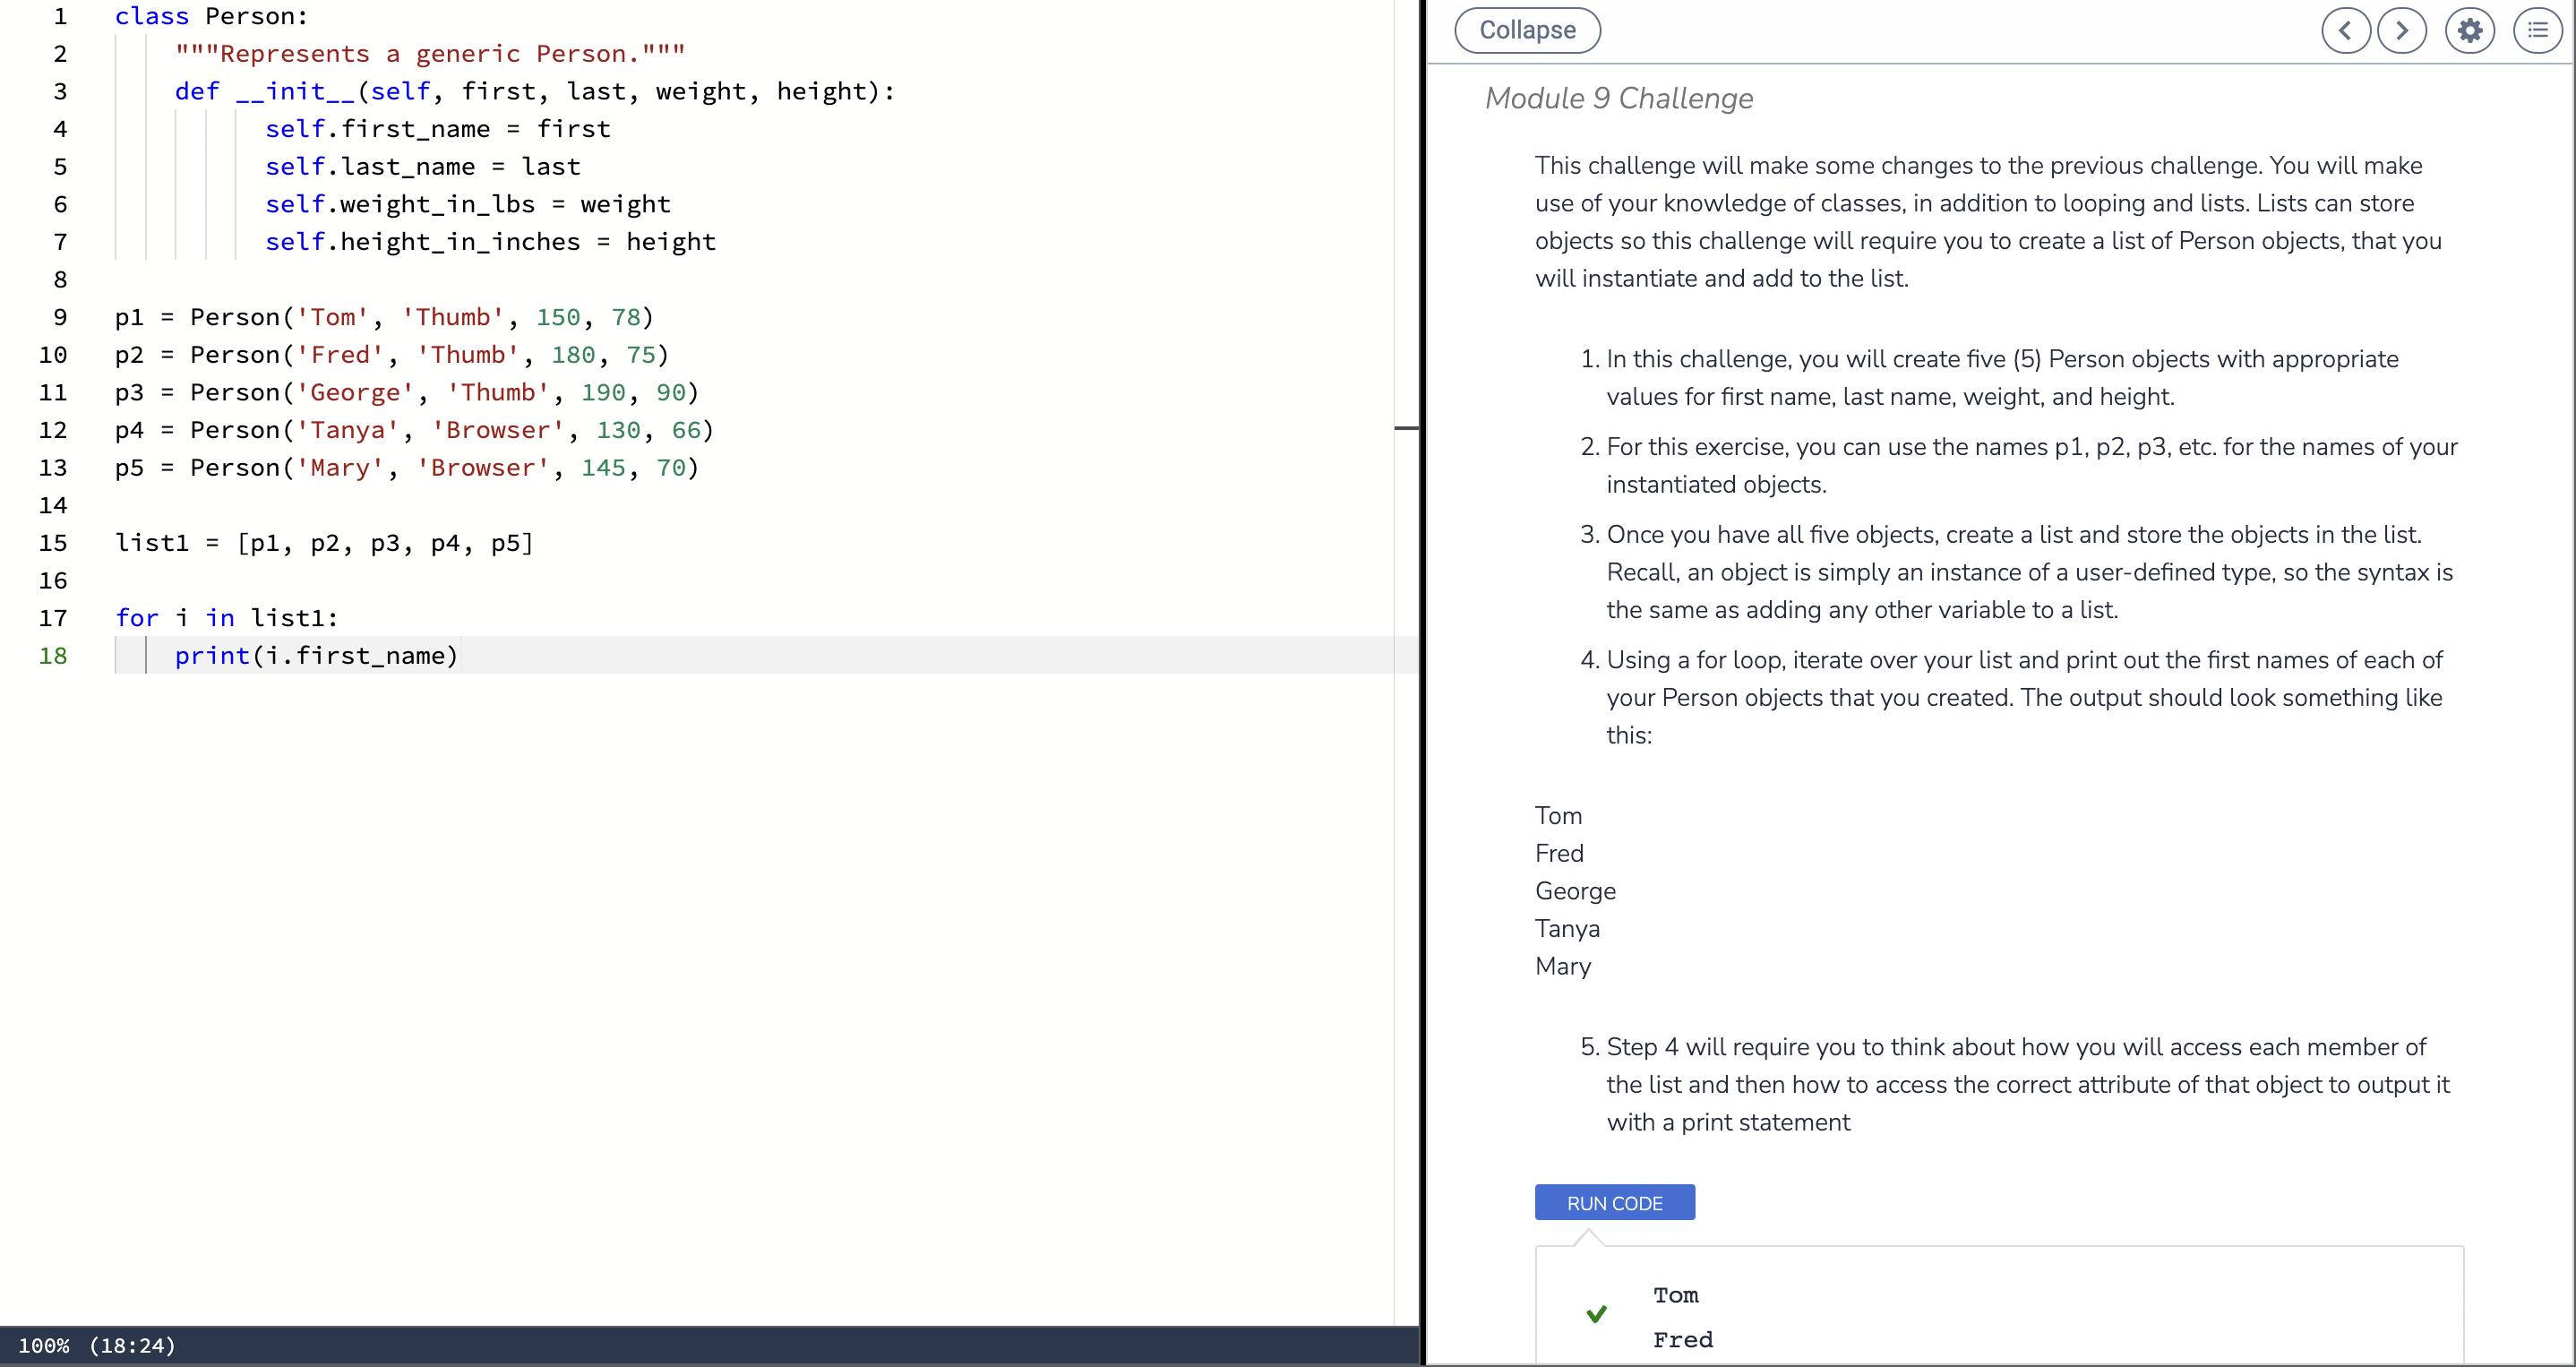 1 class Person:
2 """Represents a generic Person."""
3 def __init__(self, first, last, weight, height):
4 self.first_name = first
5 self.last_name = last
6 self.weight_in_lbs = weight
7 self.height_in_inches = height
8
9 p1 = Person('Tom', 'Thumb', 150, 78)
10 p2 = Person('Fred', 'Thumb', 180, 75)
11 p3 = Person('George', 'Thumb', 190, 90)
12 p4 = Person('Tanya', 'Browser', 130, 66)
13 p5 = Person('Mary', 'Browser', 145, 70)
14
15 list1 = [p1, p2, p3, p4, p5]
16
17 for i in list1:
18 print(i.first_name)
100% (18:24)
Collapse
Module 9 Challenge
This challenge will make some changes to the previous challenge. You will make
use of your knowledge of classes, in addition to looping and lists. Lists can store
objects so this challenge will require you to create a list of Person objects, that you
will instantiate and add to the list.
1. In this challenge, you will create five (5) Person objects with appropriate
values for first name, last name, weight, and height.
2. For this exercise, you can use the names p1, p2, p3, etc. for the names of your
instantiated objects.
3. Once you have all five objects, create a list and store the objects in the list.
Recall, an object is simply an instance of a user-defined type, so the syntax is
the same as adding any other variable to a list.
4. Using a for loop, iterate over your list and print out the first names of each of
your Person objects that you created. The output should look something like
this:
Tom
Fred
George
Tanya
Mary
5. Step 4 will require you to think about how you will access each member of
the list and then how to access the correct attribute of that object to output it
with a print statement
RUN CODE
Tom
Fred